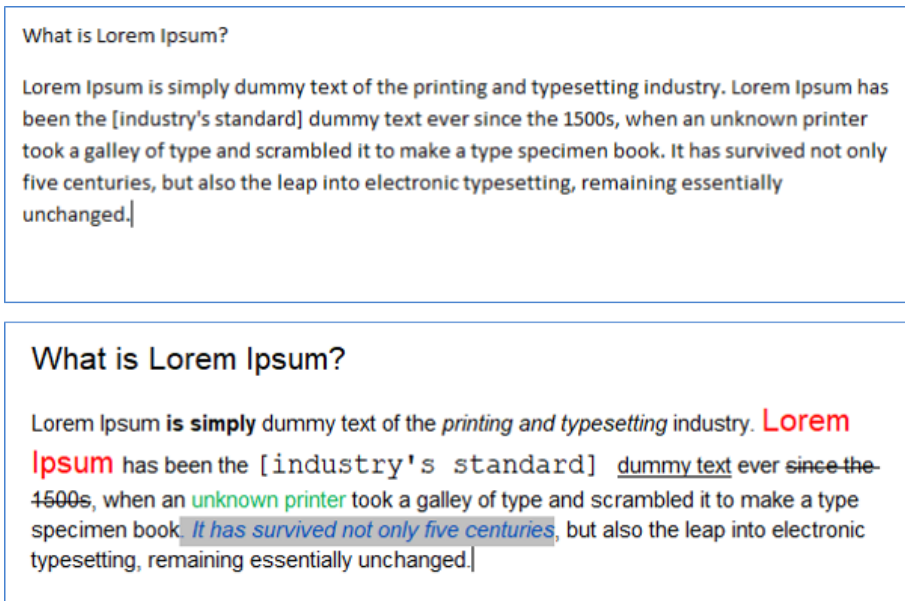 What is Lorem Ipsum?
Lorem Ipsum is simply dummy text of the printing and typesetting industry. Lorem Ipsum has
been the [industry's standard] dummy text ever since the 1500s, when an unknown printer
took a galley of type and scrambled it to make a type specimen book. It has survived not only
five centuries, but also the leap into electronic typesetting, remaining essentially
unchanged.
What is Lorem Ipsum?
Lorem Ipsum is simply dummy text of the printing and typesetting industry. Lorem
Ipsum has been the [industry's standard] dummy text ever since the
1500s, when an unknown printer took a galley of type and scrambled it to make a type
specimen book. It has survived not only five centuries, but also the leap into electronic
typesetting, remaining essentially unchanged.